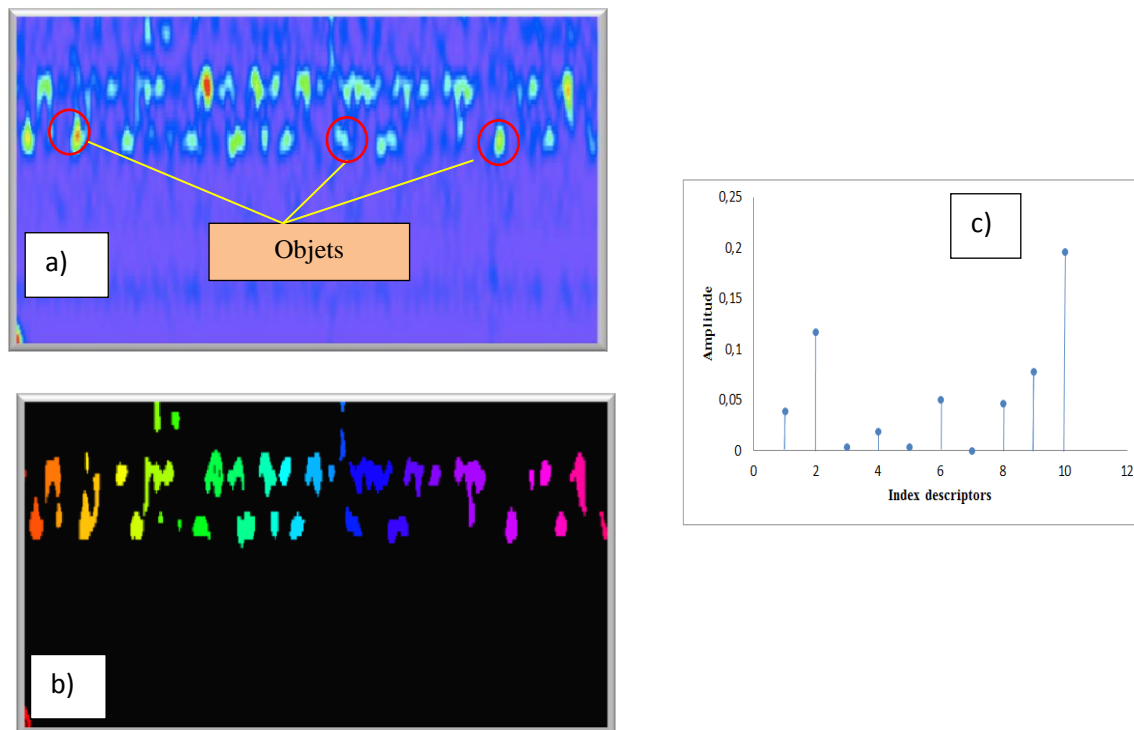 a)
Objets
b)
c)
0,25
0,2
0,15
0,1
0,05
0
Amplitude
0 2 4 6 8 10 12
Index descriptors